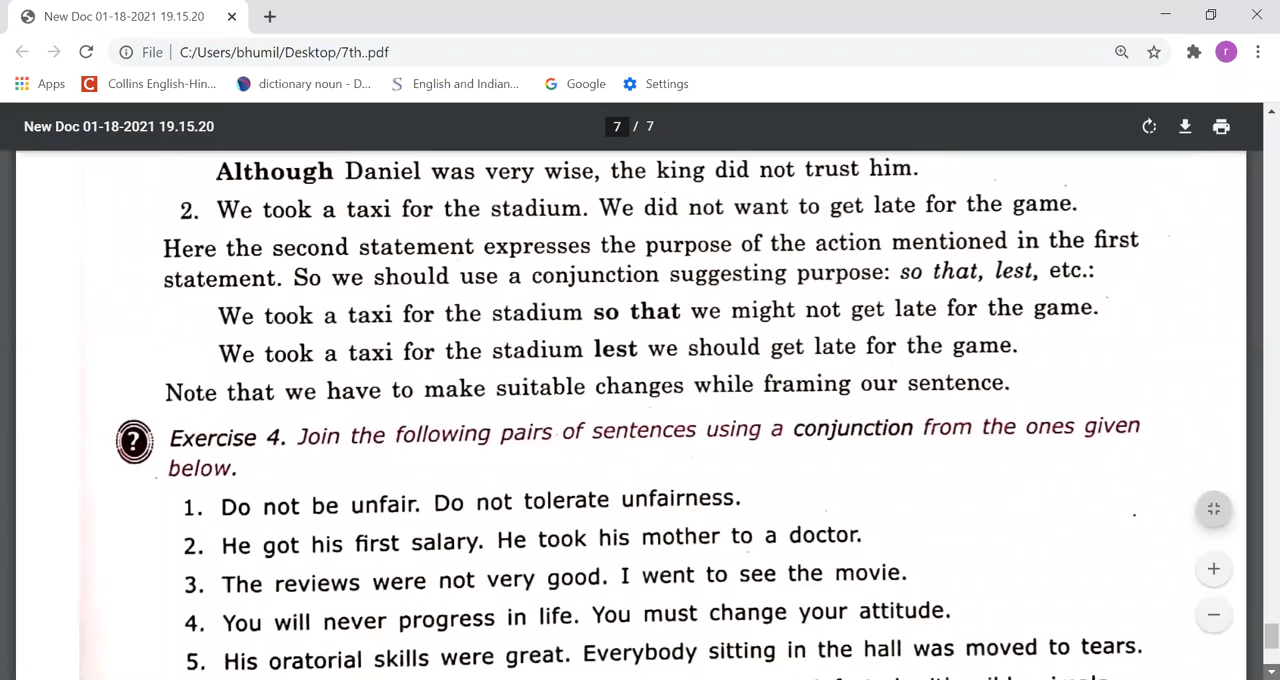 New Doc 01-18-2021 19.15.20
File | C:/Users/bhumil/Desktop/7th..pdf
r
Apps Collins English-Hin... dictionary noun - D... English and Indian... Google Settings
New Doc 01-18-2021 19.15.20 7 / 7
Although Daniel was very wise, the king did not trust him.
2. We took a taxi for the stadium. We did not want to get late for the game.
Here the second statement expresses the purpose of the action mentioned in the first
statement. So we should use a conjunction suggesting purpose: so that, lest, etc.:
We took a taxi for the stadium so that we might not get late for the game.
We took a taxi for the stadium lest we should get late for the game.
Note that we have to make suitable changes while framing our sentence.
? Exercise 4. Join the following pairs of sentences using a conjunction from the ones given
below.
1. Do not be unfair. Do not tolerate unfairness.
2. He got his first salary. He took his mother to a doctor.
3. The reviews were not very good. I went to see the movie.
4. You will never progress in life. You must change your attitude.
5. His oratorial skills were great. Everybody sitting in the hall was moved to tears.